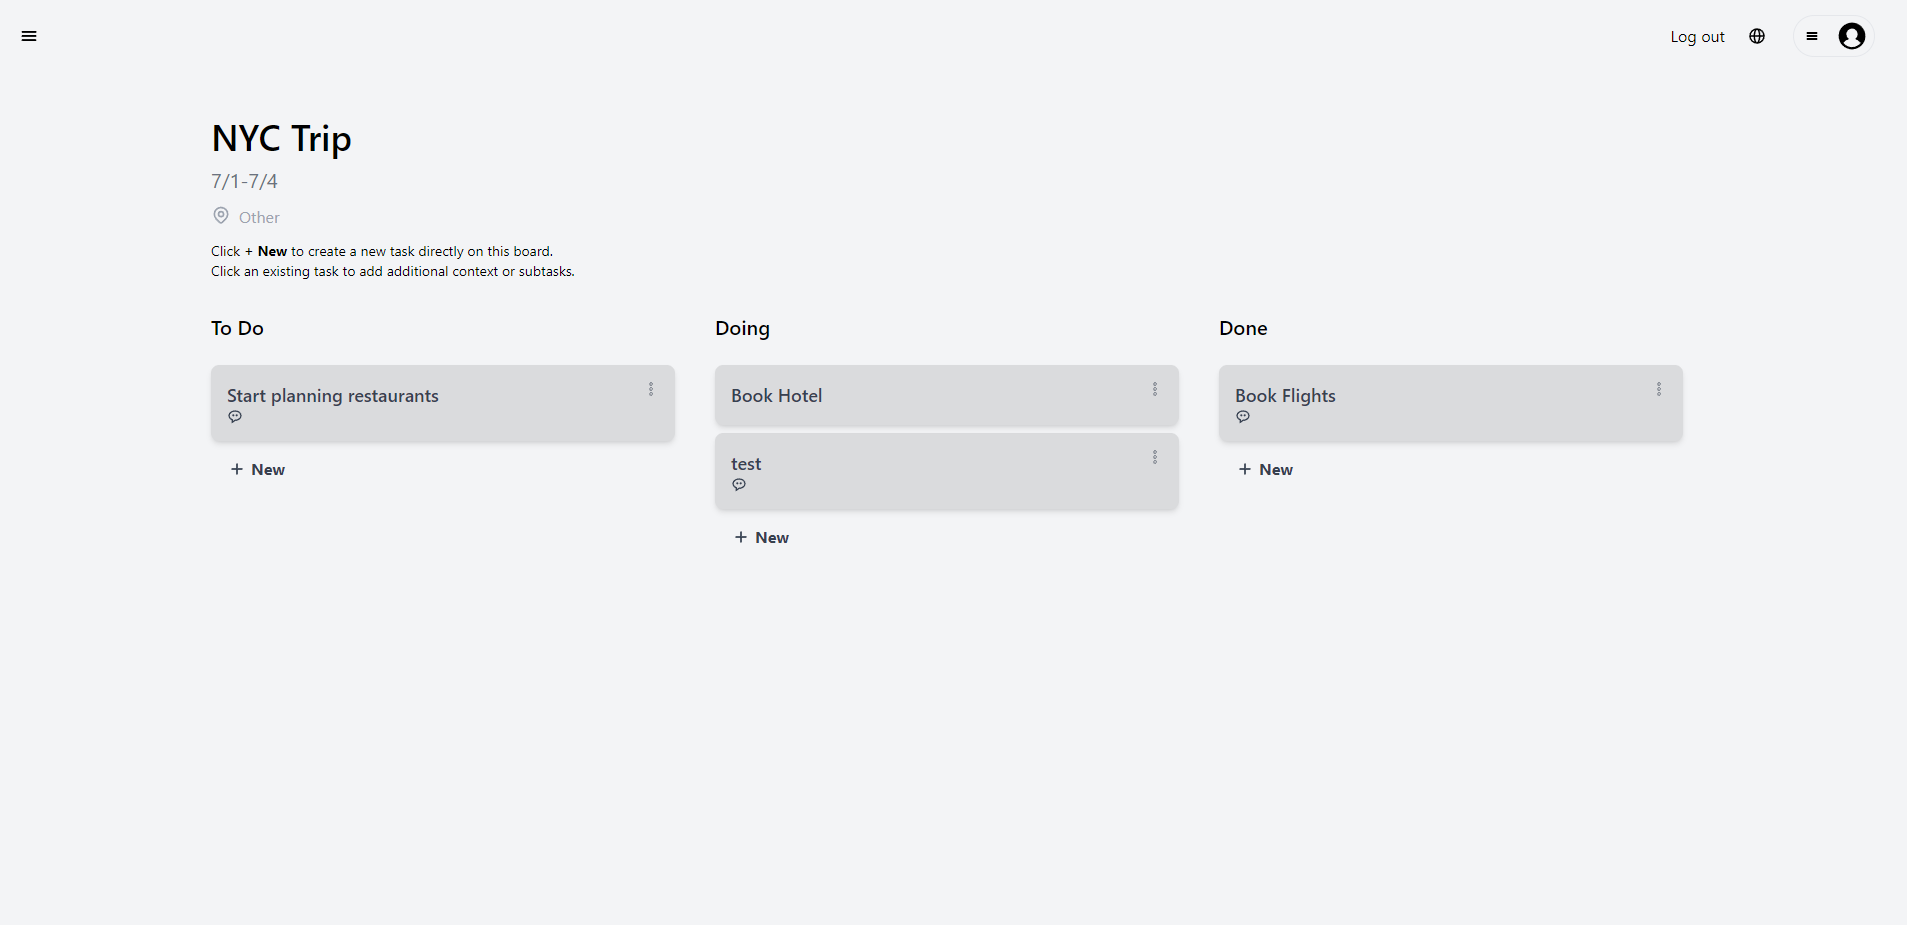 Log out
NYC Trip
7/1-7/4
Other
Click + New to create a new task directly on this board.
Click an existing task to add additional context or subtasks.
To Do
Start planning restaurants
+ New
Doing
Book Hotel
test
+ New
Done
Book Flights
+ New